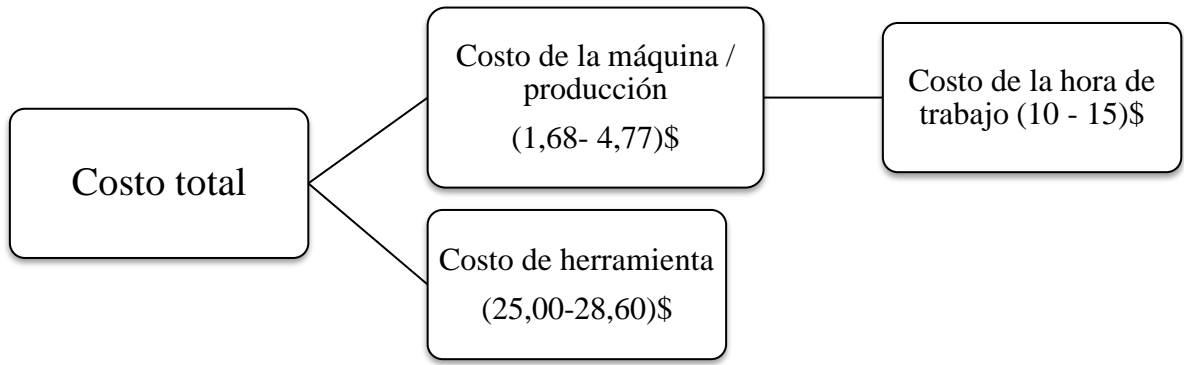 Costo total
Costo de la máquina /
producción
(1,68- 4,77)$
Costo de la hora de
trabajo (10 - 15)$
Costo de herramienta
(25,00-28,60)$